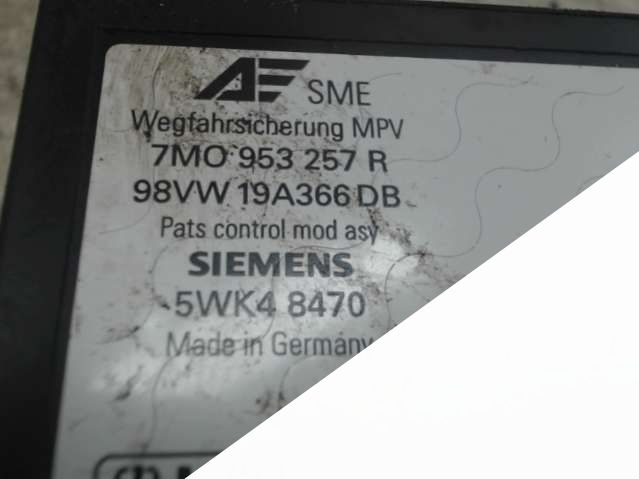 AE SME
Wegfahrsicherung MPV
7M0 953 257 R
98VW 19A366 DB
Pats control mod asy
SIEMENS
5WK4 8470
Made in Germany